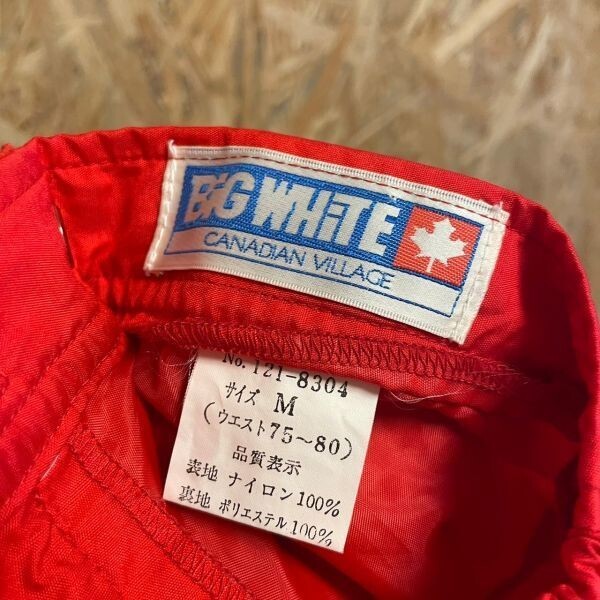 BiG WHiTE
CANADIAN VILLAGE
No. 121-8304
サイズ M
(ウエスト75～80)
品質表示
表地 ナイロン100%
裏地 ポリエステル100%